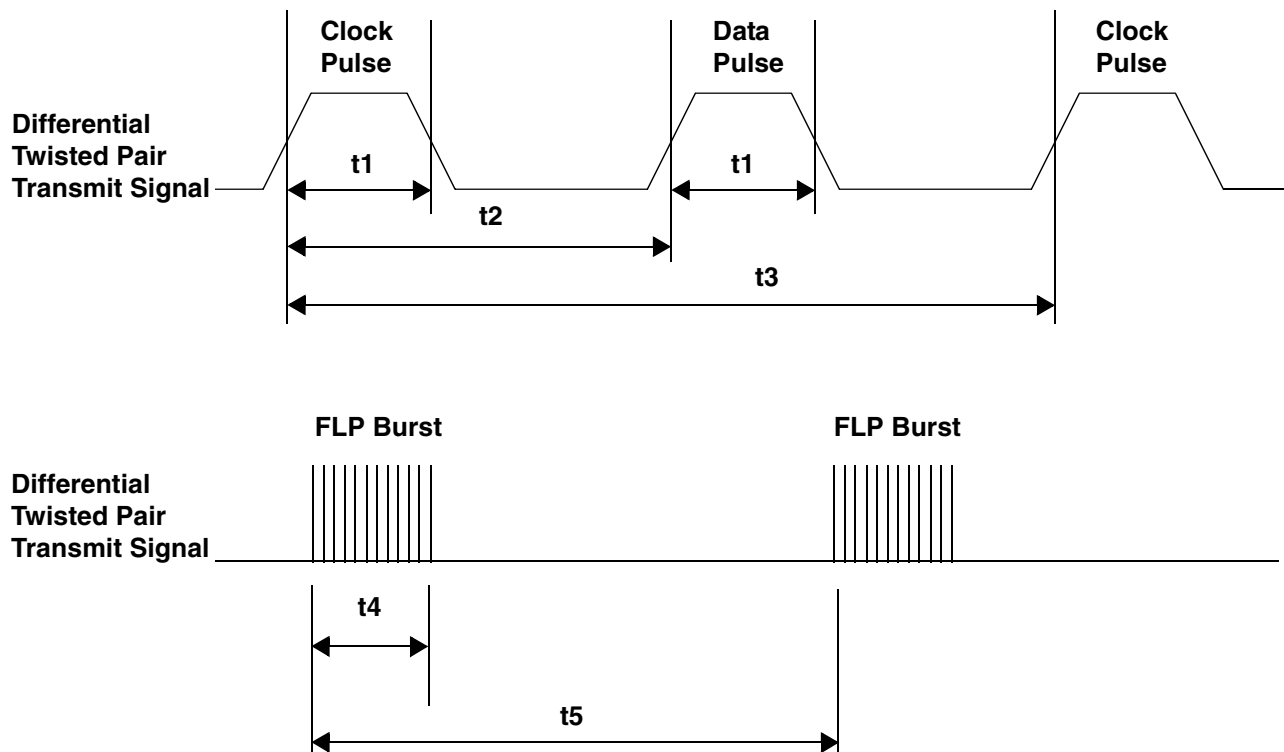 Clock
Pulse
Data
Pulse
Clock
Pulse
Differential
Twisted Pair
Transmit Signal
t1
t1
t2
t3
FLP Burst
FLP Burst
Differential
Twisted Pair
Transmit Signal
t4
t5